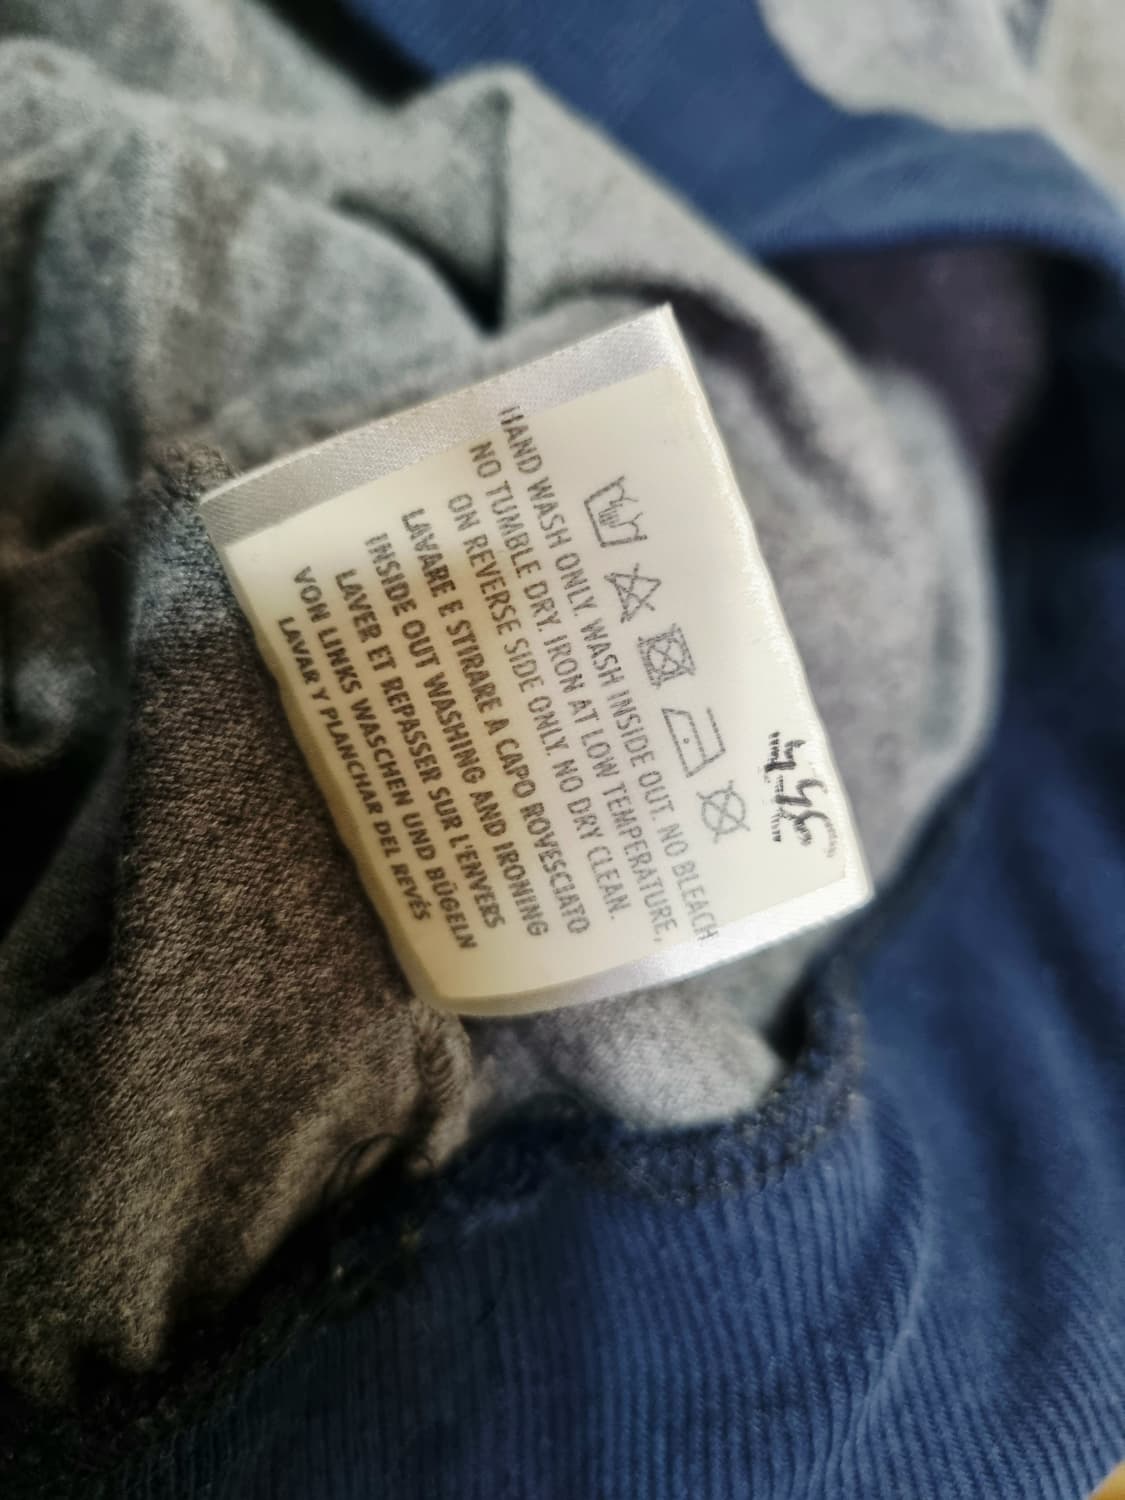 HAND WASH ONLY. WASH INSIDE OUT. NO BLEACH
NO TUMBLE DRY. IRON AT LOW TEMPERATURE,
ON REVERSE SIDE ONLY. NO DRY CLEAN.
LAVARE E STIRARE A CAPO ROVESCIATO
INSIDE OUT WASHING AND IRONING
LAVER ET REPASSER SUR L'ENVERS
VON LINKS WASCHEN UND BÜGELN
LAVAR Y PLANCHAR DEL REVÉS